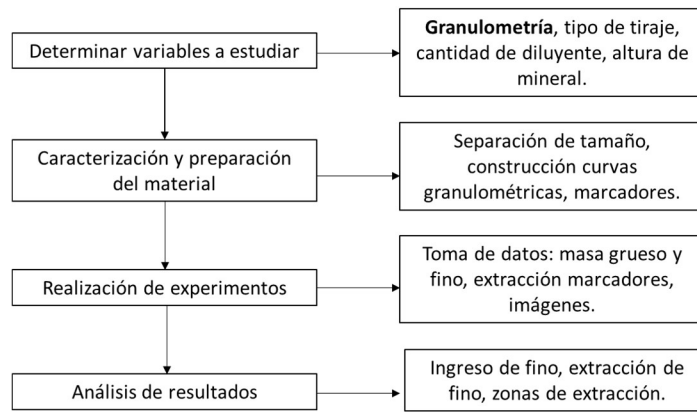 Determinar variables a estudiar
Granulometría, tipo de tiraje,
cantidad de diluyente, altura de
mineral.
Caracterización y preparación
del material
Separación de tamaño,
construcción curvas
granulométricas, marcadores.
Realización de experimentos
Toma de datos: masa grueso y
fino, extracción marcadores,
imágenes.
Análisis de resultados
Ingreso de fino, extracción de
fino, zonas de extracción.